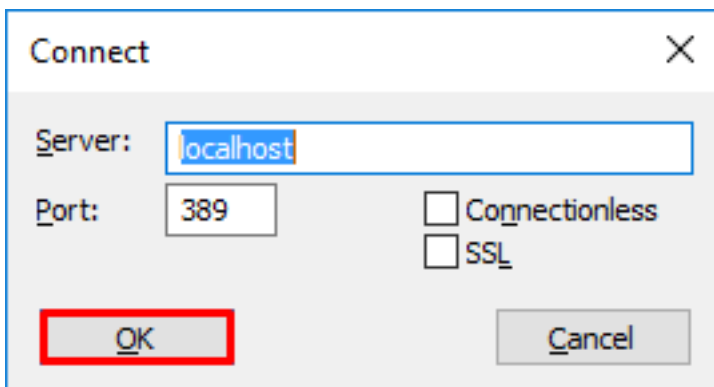 Connect
Server: localhost
Port: 389 Connectionless
SSL
OK Cancel